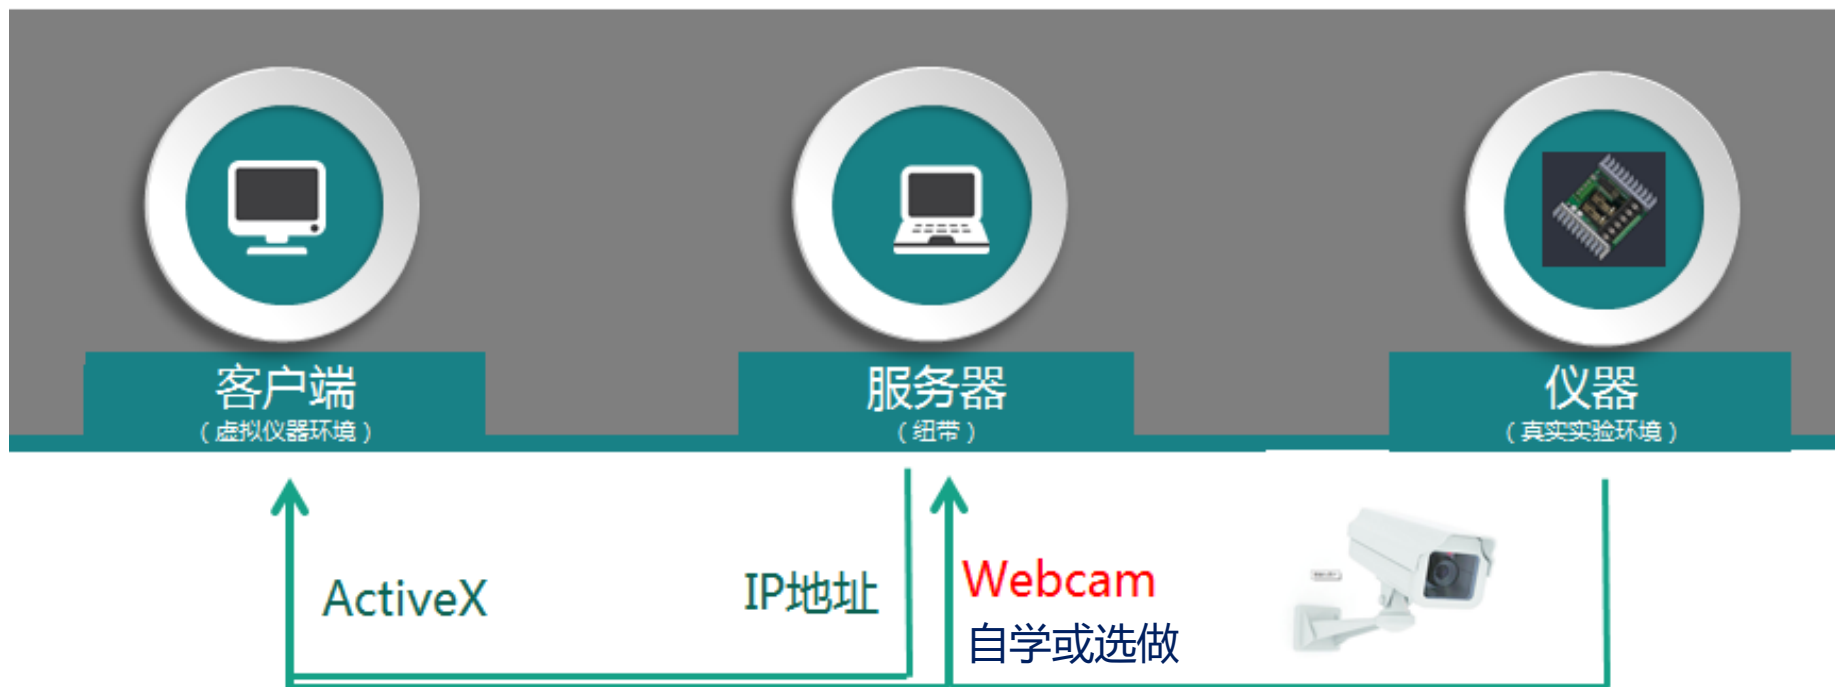 客户端
（虚拟仪器环境）
服务器
（纽带）
仪器
（真实实验环境）
ActiveX
IP地址
Webcam
自学或选做